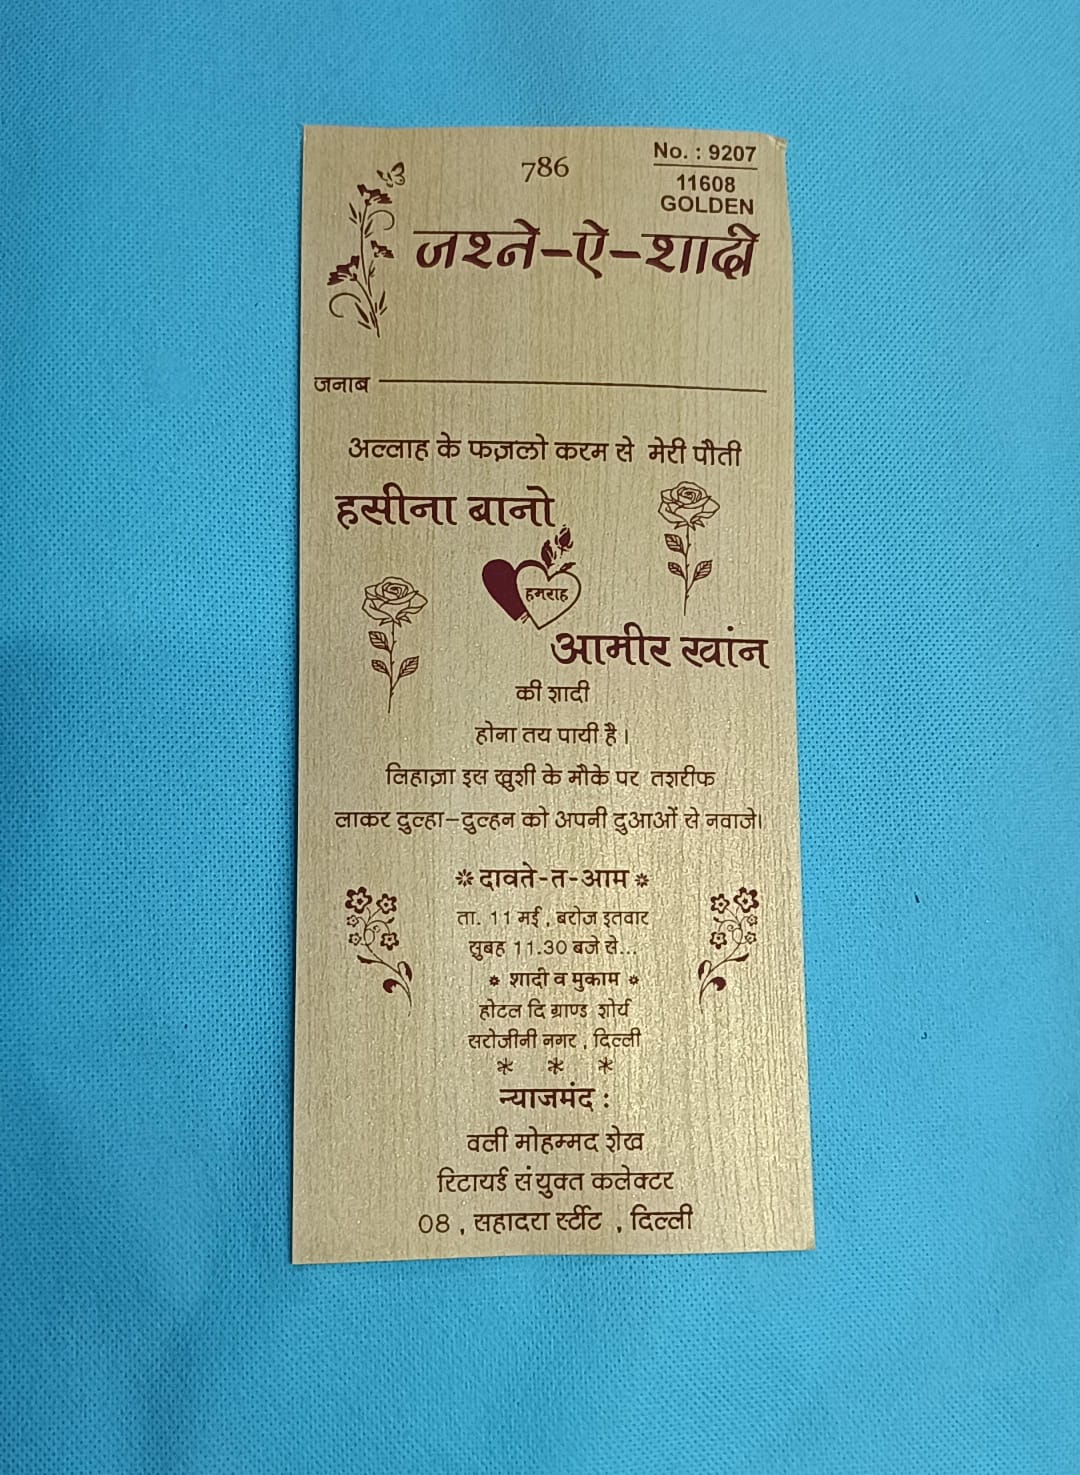 786
No. : 9207
11608
GOLDEN
जश्ने-ऐ-शादी
जनाब
अल्लाह के फज़लो करम से मेरी पौती
हसीना बानो
हमराह
आमीर खांन
की शादी
होना तय पायी है।
लिहाज़ा इस खुशी के मौके पर तशरीफ
लाकर दुल्हा-दुल्हन को अपनी दुआओं से नवाजे।
दावते-त-आम
ता. 11 मई , बरोज इतवार
सुबह 11.30 बजे से...
शादी व मुकाम
होटल दि ग्राण्ड शोर्य
सरोजीनी नगर , दिल्ली
* * *
न्याजमंद :
वली मोहम्मद शेख
रिटायर्ड संयुक्त कलेक्टर
08 , सहादरा स्टींट , दिल्ली